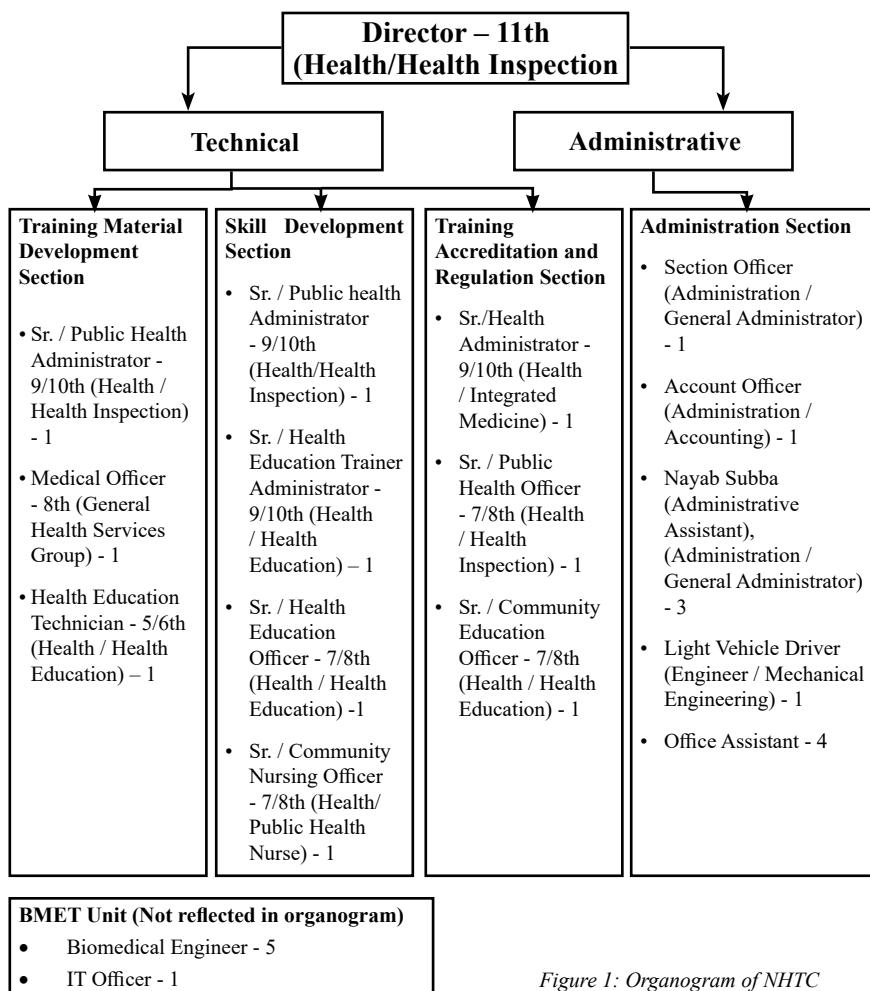 Director – 11th
(Health/Health Inspection
Technical
Administrative
Training Material
Development
Section
• Sr. / Public Health
Administrator -
9/10th (Health /
Health Inspection)
- 1
• Medical Officer
- 8th (General
Health Services
Group) - 1
• Health Education
Technician - 5/6th
(Health / Health
Education) – 1
Skill Development
Section
• Sr. / Public health
Administrator
- 9/10th
(Health/Health
Inspection) - 1
• Sr. / Health
Education Trainer
Administrator -
9/10th (Health
/ Health
Education) – 1
• Sr. / Health
Education
Officer - 7/8th
(Health / Health
Education) -1
• Sr. / Community
Nursing Officer
- 7/8th (Health/
Public Health
Nurse) - 1
Training
Accreditation and
Regulation Section
• Sr./Health
Administrator -
9/10th (Health
/ Integrated
Medicine) - 1
• Sr. / Public
Health Officer
- 7/8th (Health
/ Health
Inspection) - 1
• Sr. / Community
Education
Officer - 7/8th
(Health / Health
Education) - 1
Administration Section
• Section Officer
(Administration /
General Administrator)
- 1
• Account Officer
(Administration /
Accounting) - 1
• Nayab Subba
(Administrative
Assistant),
(Administration /
General Administrator)
- 3
• Light Vehicle Driver
(Engineer / Mechanical
Engineering) - 1
• Office Assistant - 4
BMET Unit (Not reflected in organogram)
• Biomedical Engineer - 5
• IT Officer - 1
Figure 1: Organogram of NHTC